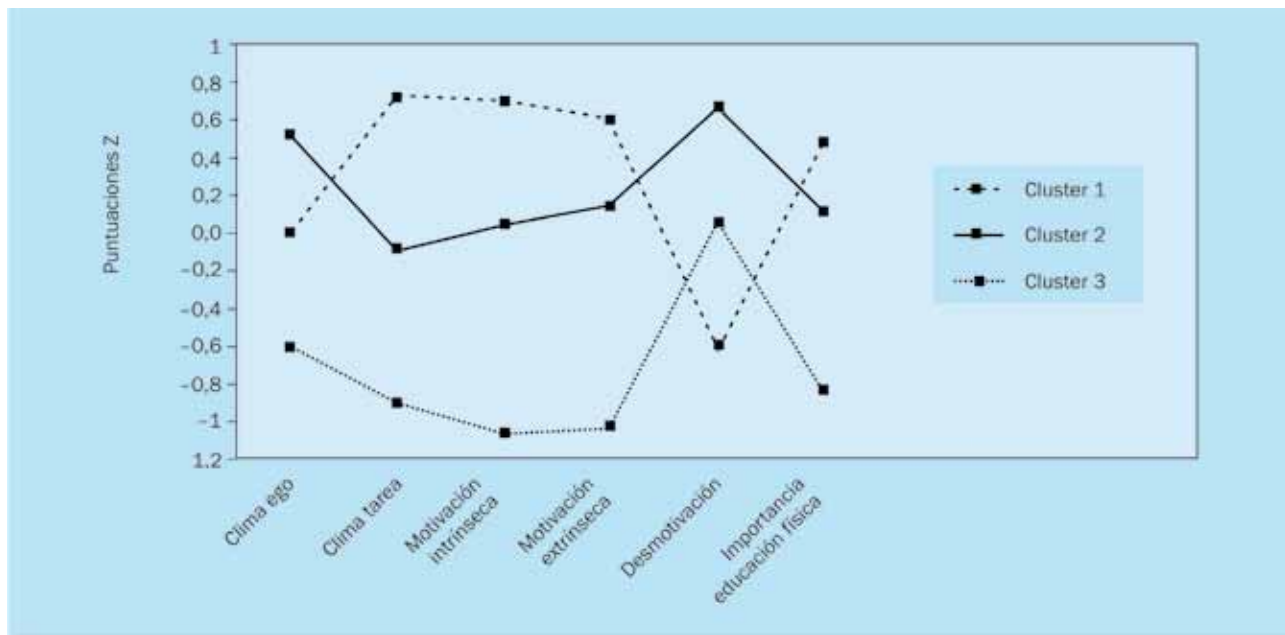 1
0.8
0.6
0.4
0.2
0.0
−0.2
−0.4
−0.6
−0.8
−1
1.2
Puntuaciones Z
Clima ego
Clima tarea
Motivación
intrínseca
Motivación
extrínseca
Desmotivación
Importancia
educación física
Cluster 1
Cluster 2
Cluster 3